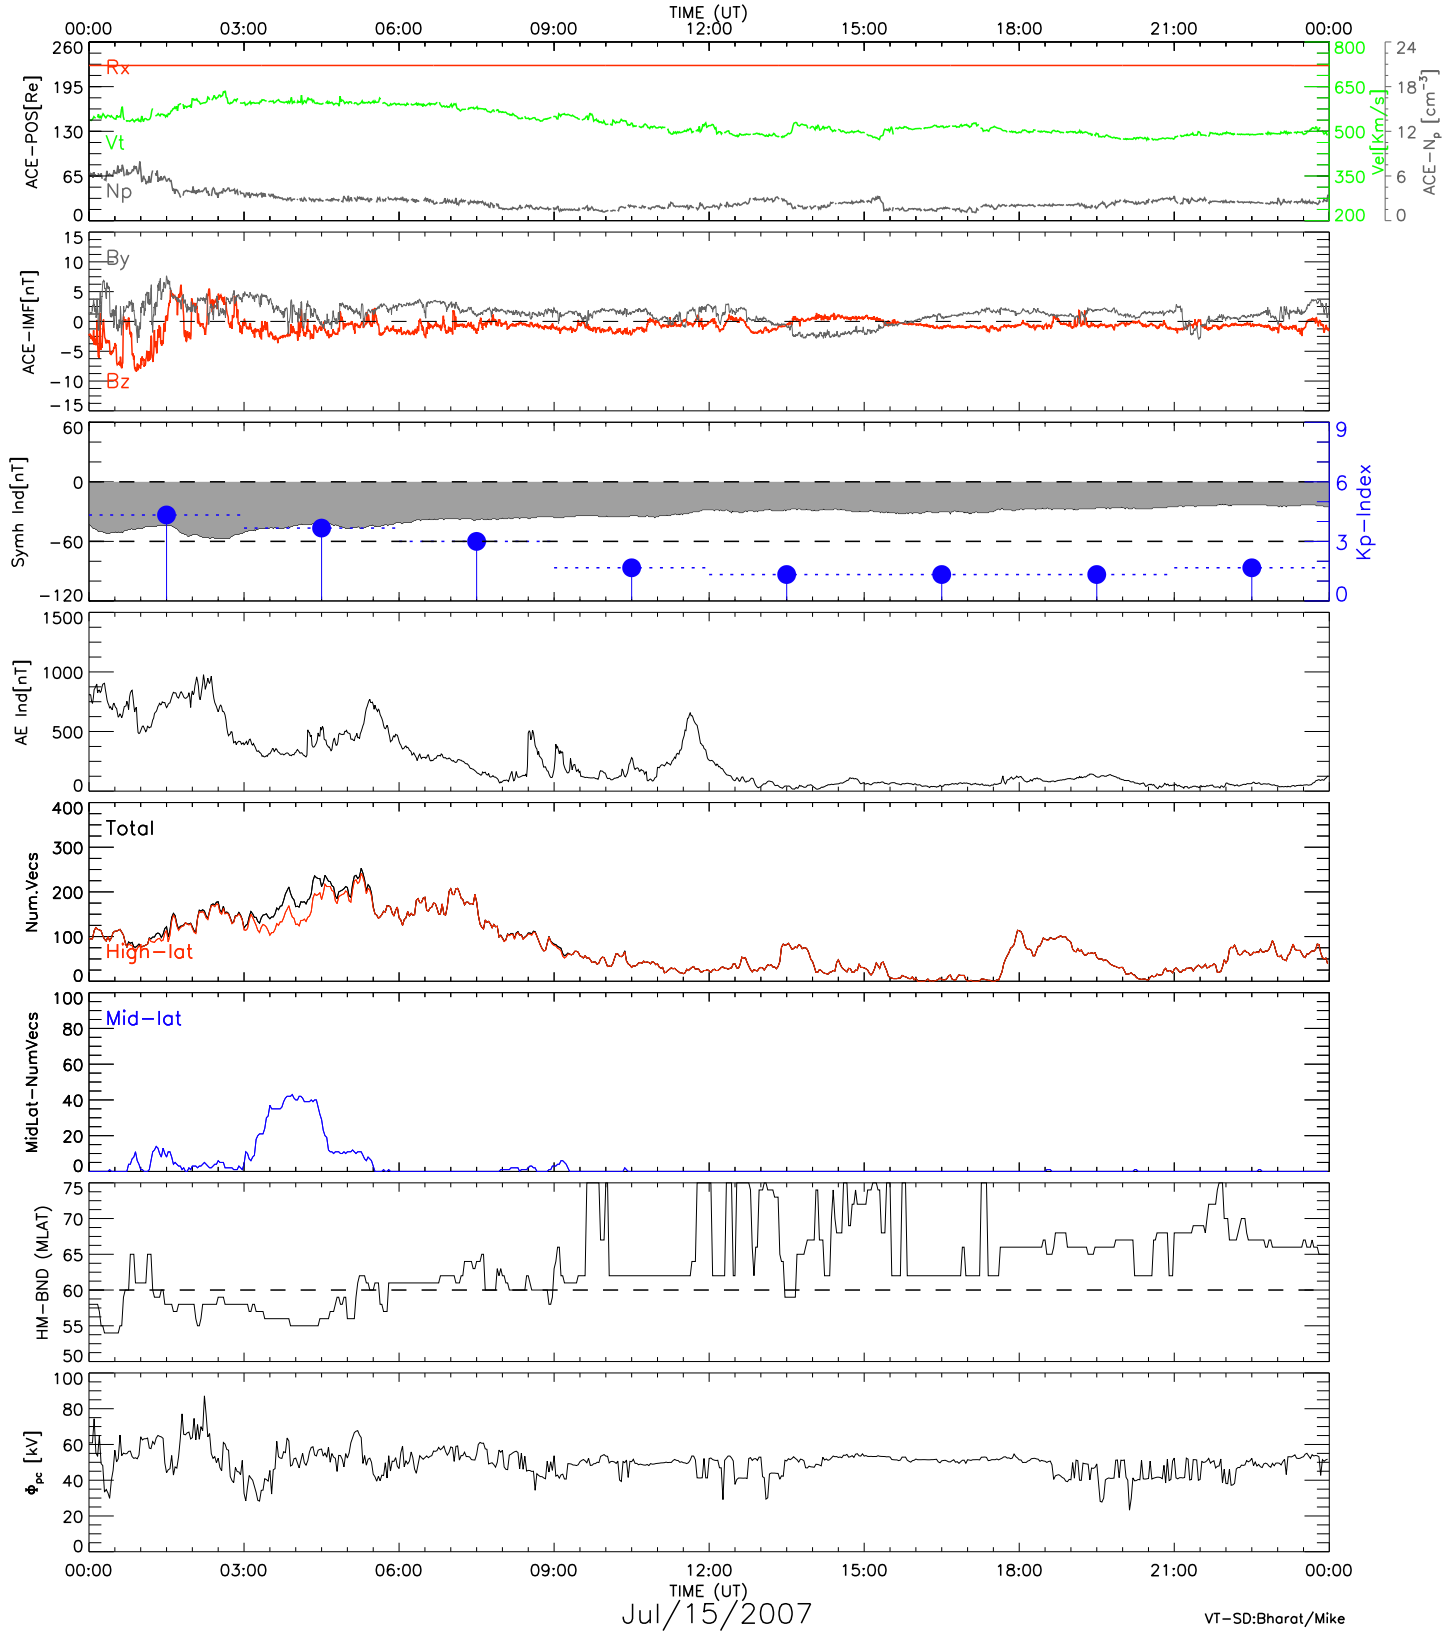 TIME (UT)
00:00 03:00 06:00 09:00 12:00 15:00 18:00 21:00 00:00
ACE-POS[Re]
260
195
130
65
0
Rx
Vt
Np
800
650
500
350
200
Vel[Km/s]
24
18
12
6
0
ACE-Np [cm-3]
ACE-IMF[nT]
15
10
5
0
-5
-10
-15
By
Bz
Symh Ind[nT]
60
0
-60
-120
9
6
3
0
Kp-Index
AE Ind[nT]
1500
1000
500
0
Num.Vecs
400
300
200
100
0
Total
High-lat
MidLat-NumVecs
100
80
60
40
20
0
Mid-lat
HM-BND (MLAT)
75
70
65
60
55
50
Φpc [kV]
100
80
60
40
20
0
00:00 03:00 06:00 09:00 12:00 15:00 18:00 21:00 00:00
TIME (UT)
Jul/15/2007
VT-SD:Bharat/Mike